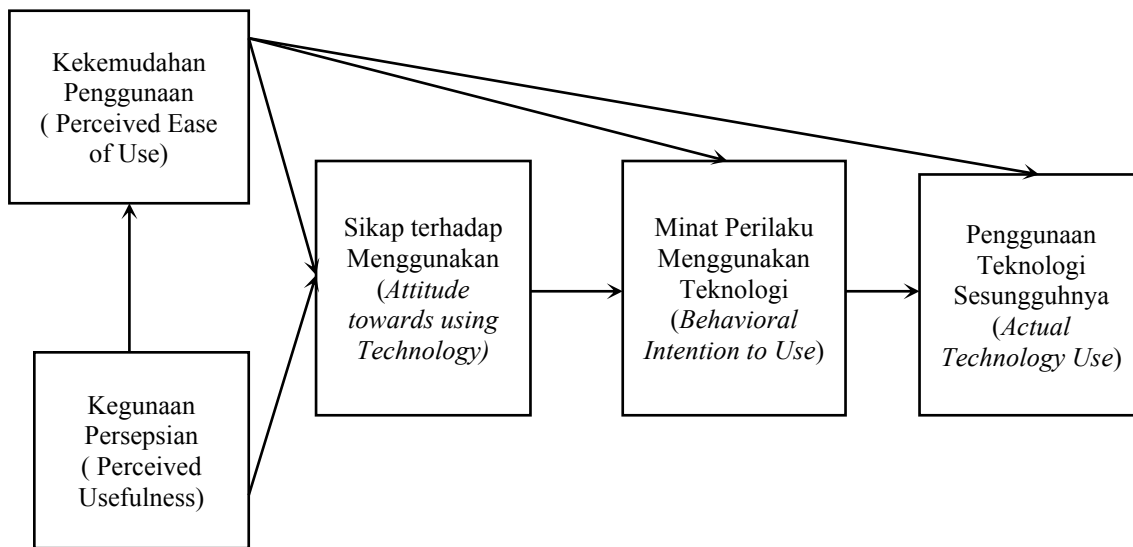 Kekemudahan
Penggunaan
( Perceived Ease
of Use)
Sikap terhadap
Menggunakan
(Attitude
towards using
Technology)
Minat Perilaku
Menggunakan
Teknologi
(Behavioral
Intention to Use)
Penggunaan
Teknologi
Sesungguhnya
(Actual
Technology Use)
Kegunaan
Persepsian
( Perceived
Usefulness)